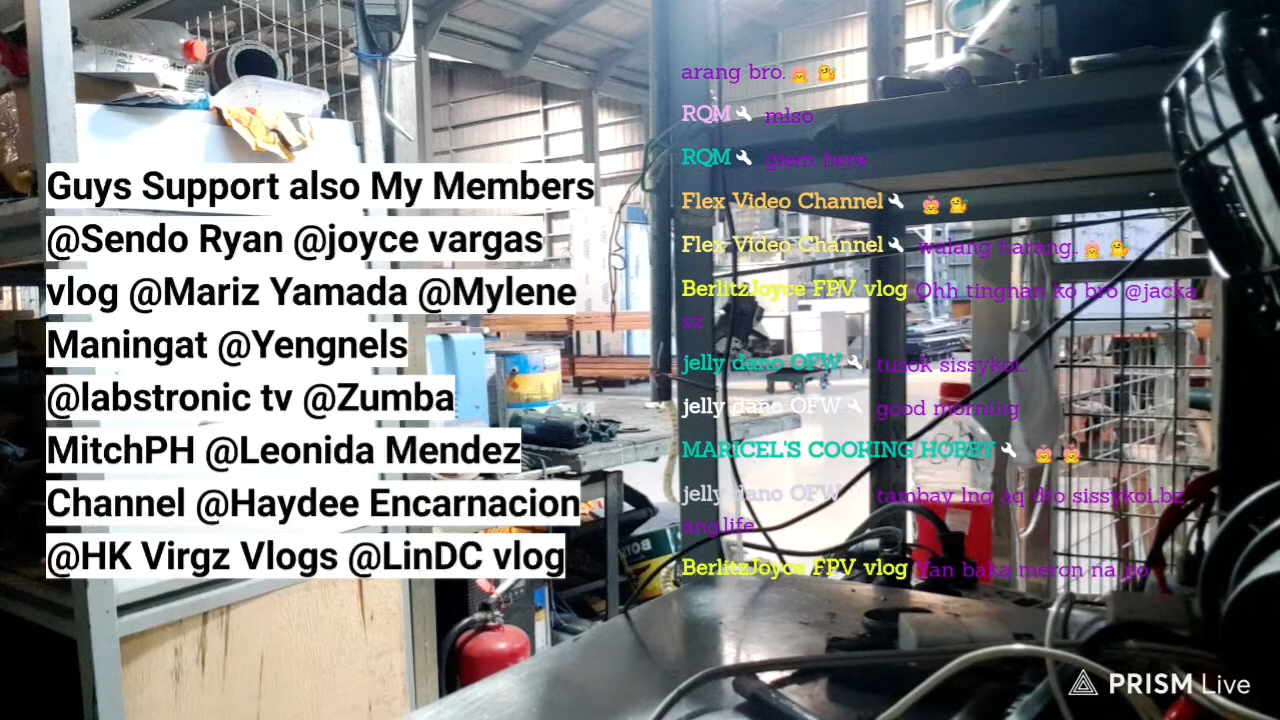 Guys Support also My Members
@Sendo Ryan @joyce vargas
vlog @Mariz Yamada @Mylene
Maningat @Yengnels
@labstronic tv @Zumba
MitchPH @Leonida Mendez
Channel @Haydee Encarnacion
@HK Virgz Vlogs @LinDC vlog
arang bro.
RQM mlso
RQM giem here
Flex Video Channel
Flex Video Channel walang harang.
BerlitzJoyce FPV vlog Ohh tingnan ko bro @jacka
sz
jelly dano OFW tusok sissykoi.
jelly dano OFW good morning
MARICEL'S COOKING HOBBY
jelly dano OFW tambay lng aq dto sissykoi.bz
ang.life
BerlitzJoyce FPV vlog Yan baka meron na po
PRISM Live